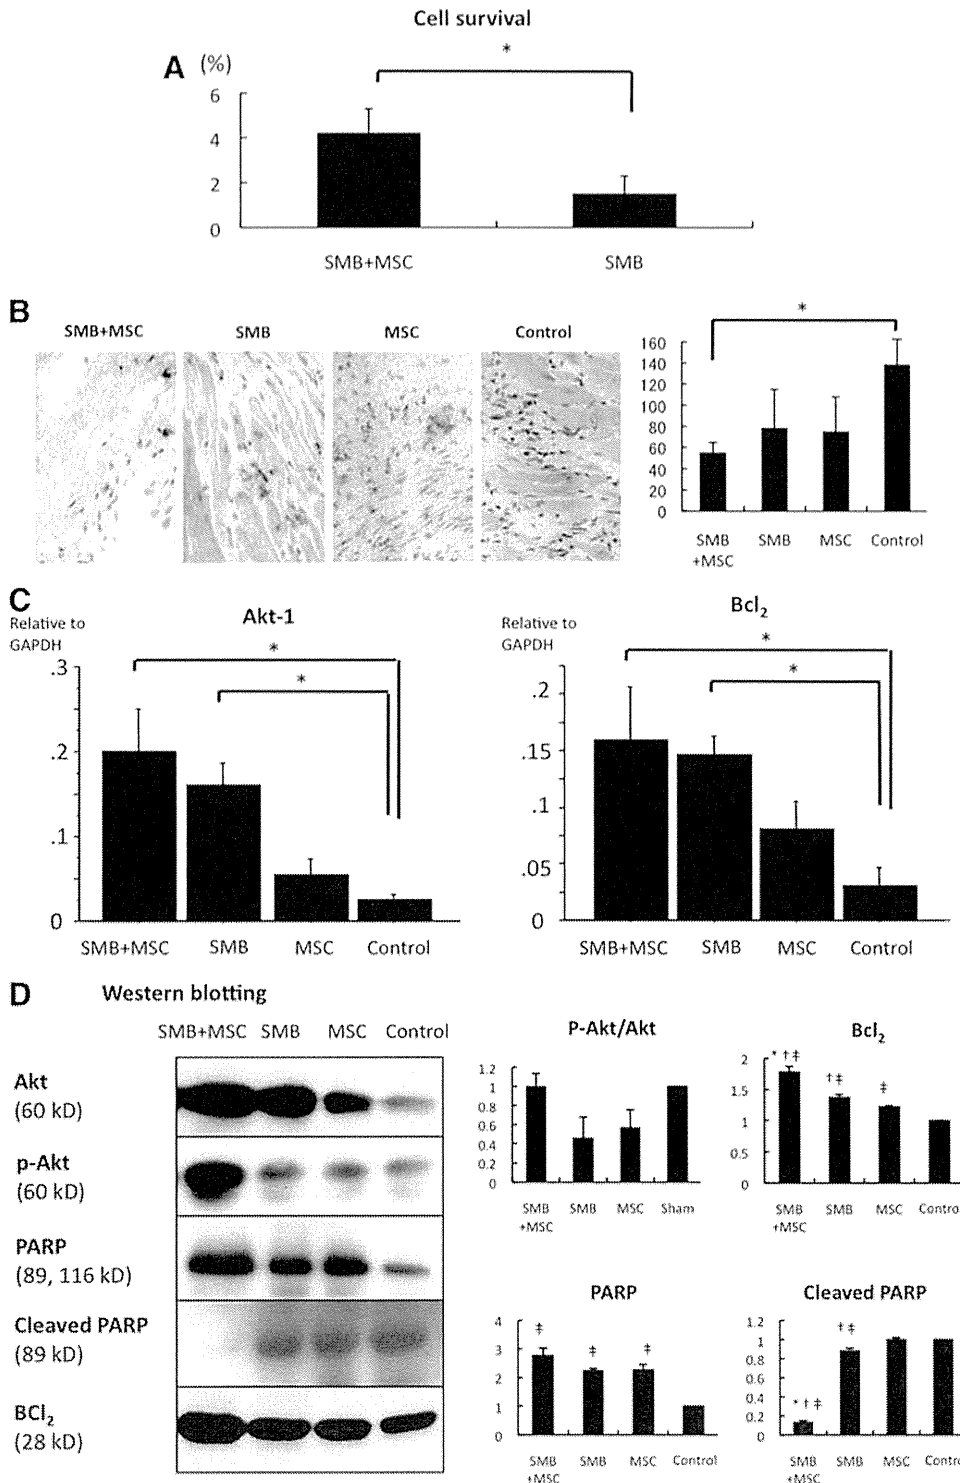 Cell survival
A (%)
*
6
4
2
0
SMB+MSC SMB
B
SMB+MSC SMB MSC Control
*
160
140
120
100
80
60
40
20
0
SMB +MSC SMB MSC Control
C
Relative to GAPDH
Akt-1
*
*
.3
.2
.1
0
SMB+MSC SMB MSC Control
Relative to GAPDH
Bcl2
*
*
.2
.15
.1
.05
0
SMB+MSC SMB MSC Control
D Western blotting
SMB+MSC SMB MSC Control
Akt
(60 kD)
p-Akt
(60 kD)
PARP
(89, 116 kD)
Cleaved PARP
(89 kD)
BCl2
(28 kD)
P-Akt/Akt
1.2
1
0.8
0.6
0.4
0.2
0
SMB +MSC SMB MSC Sham
Bcl2
2
1.5
1
0.5
0
* † ‡
† ‡
‡
SMB +MSC SMB MSC Control
PARP
4
3
2
1
0
‡
‡
‡
SMB +MSC SMB MSC Control
Cleaved PARP
1.2
1
0.8
0.6
0.4
0.2
0
* † ‡
† ‡
SMB +MSC SMB MSC Control